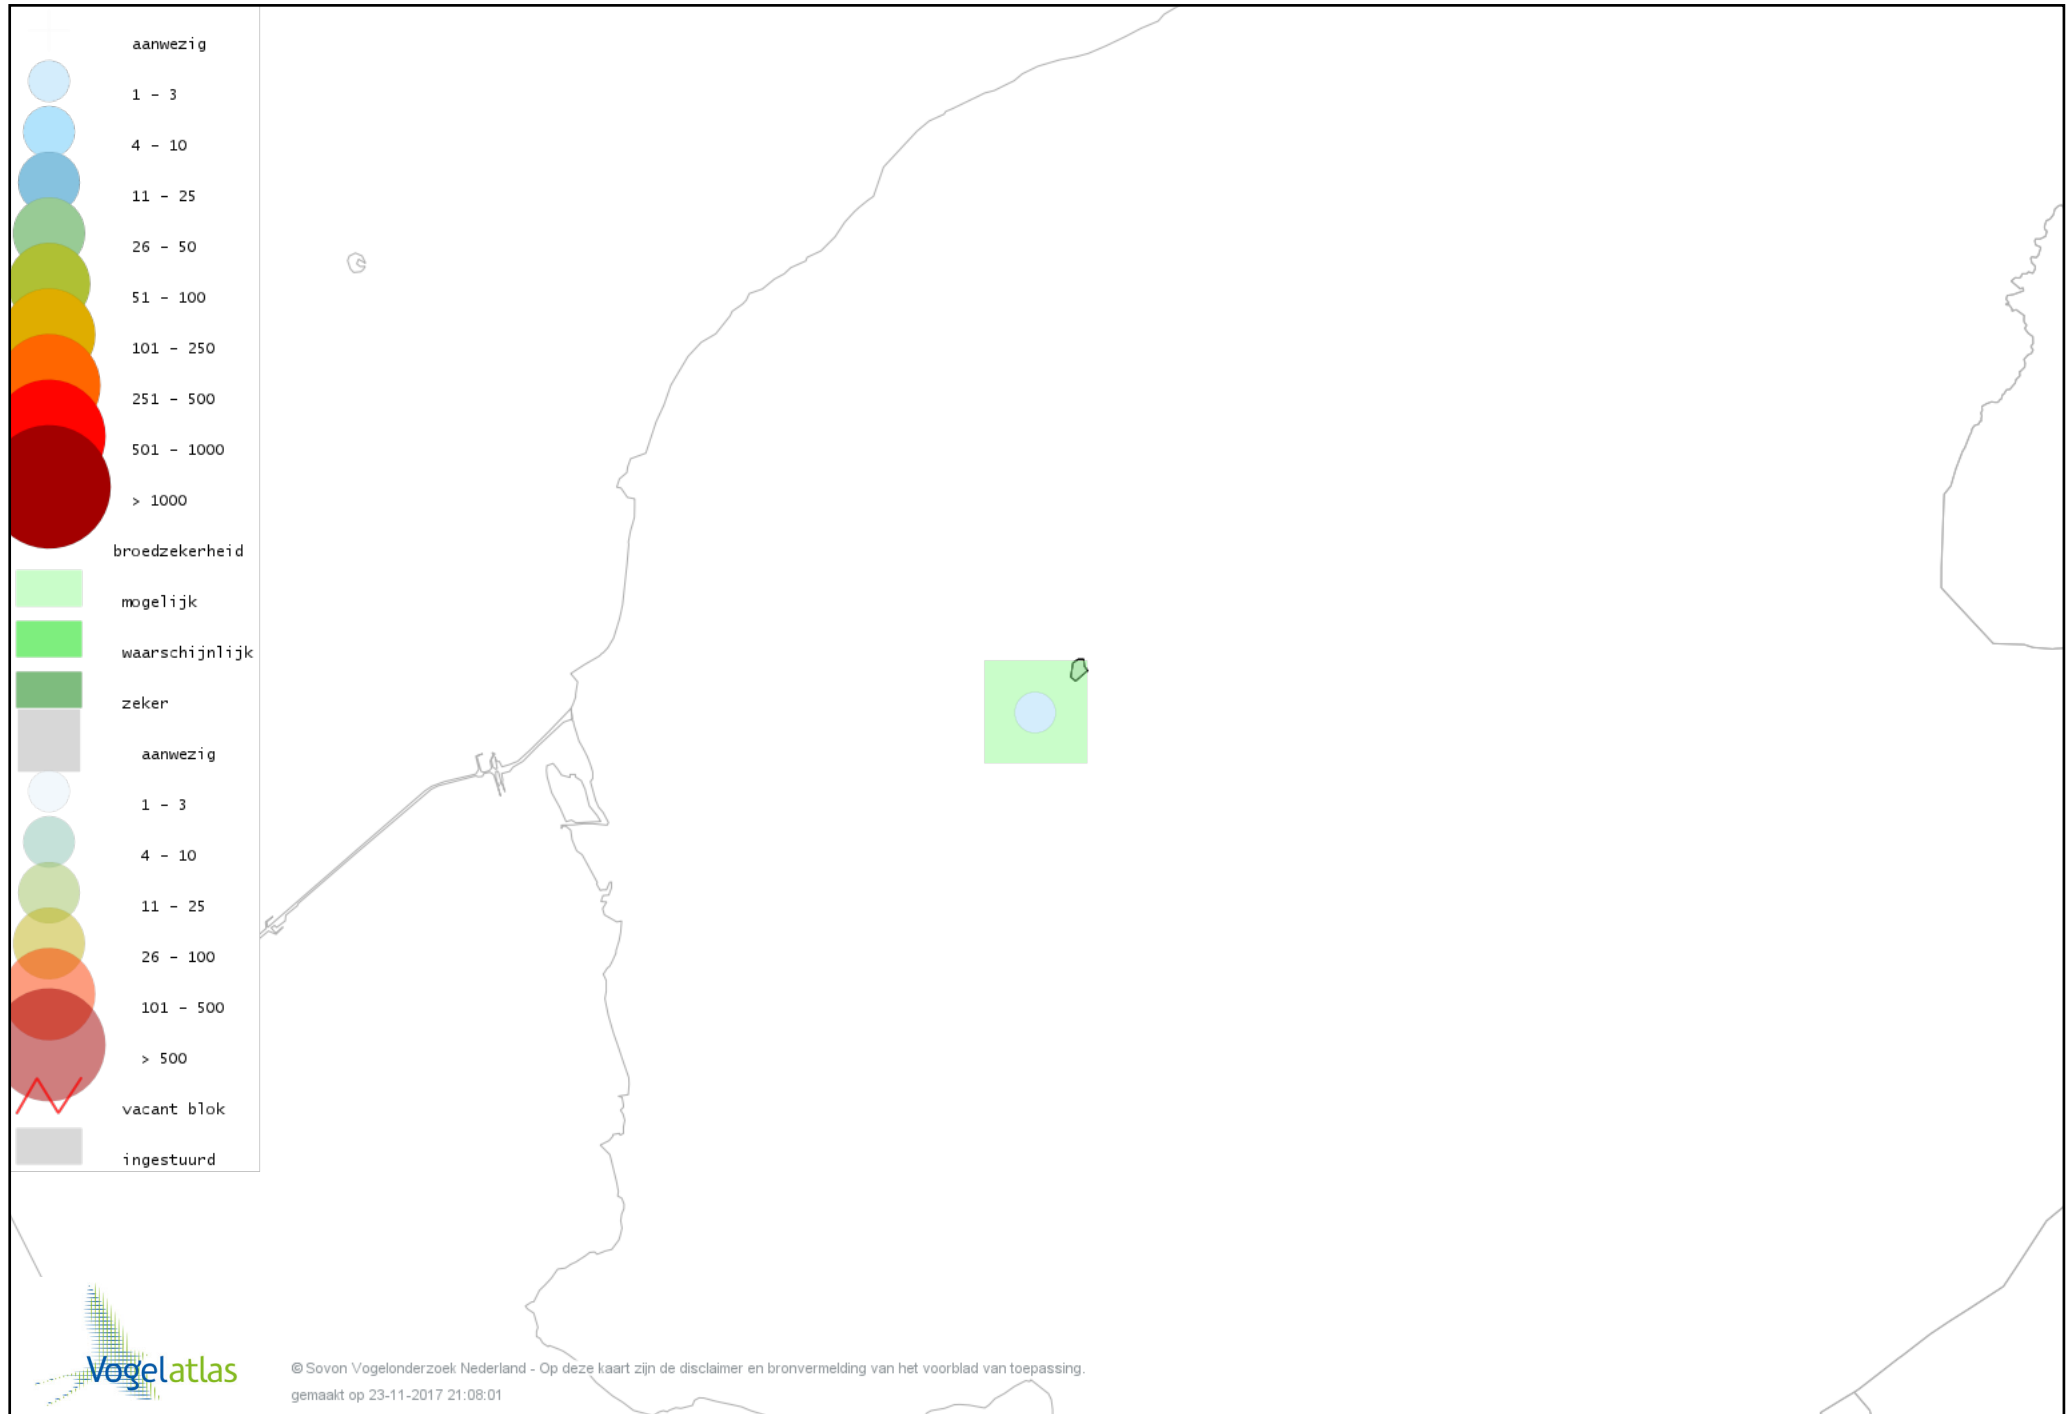 aanwezig
1 - 3
4 - 10
11 - 25
26 - 50
51 - 100
101 - 250
251 - 500
501 - 1000
> 1000
broedzekerheid
mogelijk
waarschijnlijk
zeker
aanwezig
1 - 3
4 - 10
11 - 25
26 - 100
101 - 500
> 500
vacant blok
ingestuurd
Vogelatlas
© Sovon Vogelonderzoek Nederland - Op deze kaart zijn de disclaimer en bronvermelding van het voorblad van toepassing.
gemaakt op 23-11-2017 21:08:01